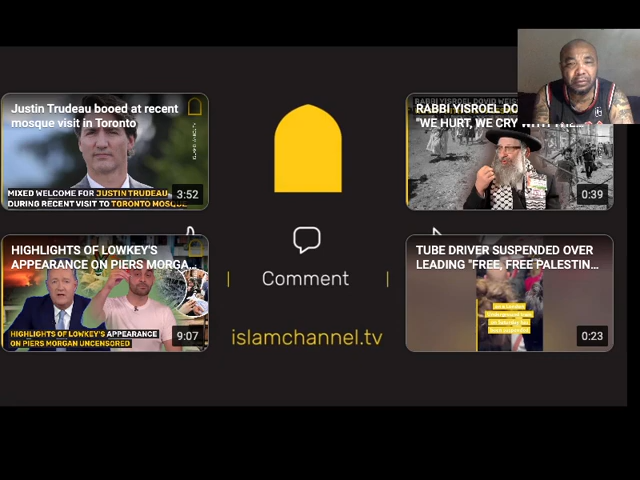 Justin Trudeau booed at recent
mosque visit in Toronto
MIXED WELCOME FOR JUSTIN TRUDEAU
DURING RECENT VISIT TO TORONTO MOSQUE
3:52
RABBI YISROEL DO
"WE HURT, WE CRY
0:39
HIGHLIGHTS OF LOWKEY'S
APPEARANCE ON PIERS MORGA...
HIGHLIGHTS OF LOWKEY'S APPEARANCE
ON PIERS MORGAN UNCENSORED
9:07
Comment
islamchannel.tv
TUBE DRIVER SUSPENDED OVER
LEADING "FREE, FREE PALESTIN...
0:23